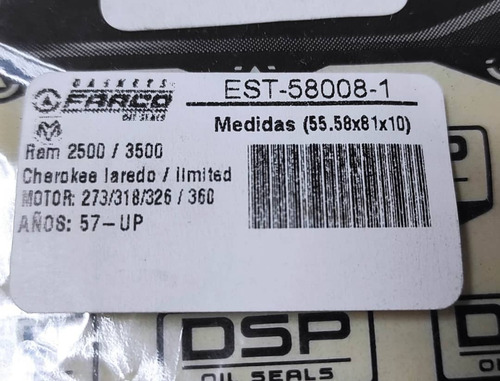 GASKETS
FARCO
OIL SEALS
EST-58008-1
Medidas (55.58x81x10)
Ram 2500 / 3500
Cherokee laredo / limited
MOTOR: 273/318/326 / 360
AÑOS: 57-UP
DSP
OIL SEALS
DSP